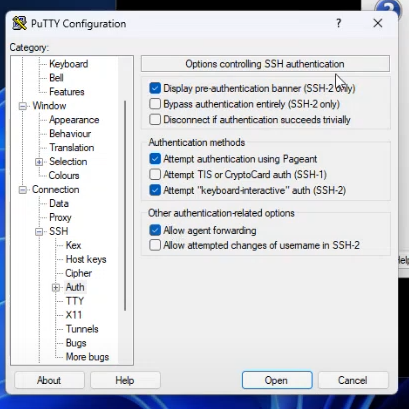 PuTTY Configuration
?
Category:
Keyboard
Bell
Features
Window
Appearance
Behaviour
Translation
Selection
Colours
Connection
Data
Proxy
SSH
Kex
Host keys
Cipher
Auth
TTY
X11
Tunnels
Bugs
More bugs
Options controlling SSH authentication
Display pre-authentication banner (SSH-2 only)
Bypass authentication entirely (SSH-2 only)
Disconnect if authentication succeeds trivially
Authentication methods
Attempt authentication using Pageant
Attempt TIS or CryptoCard auth (SSH-1)
Attempt "keyboard-interactive" auth (SSH-2)
Other authentication-related options
Allow agent forwarding
Allow attempted changes of username in SSH-2
About
Help
Open
Cancel